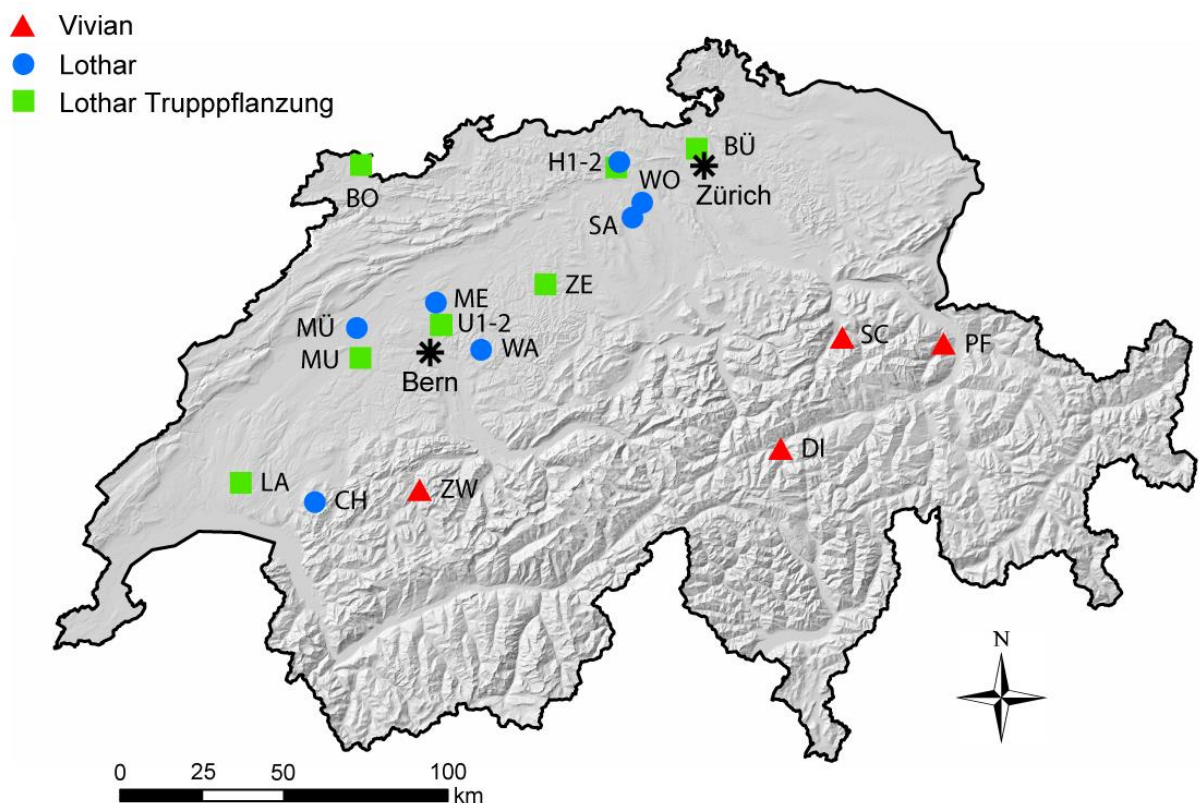 Vivian
Lothar
Lothar Trupppflanzung
BÜ
H1-2
WO
Zürich
BO
SA
ZE
ME
MÜ
U1-2
WA
MU
Bern
SC
PF
DI
LA
CH
ZW
N
0 25 50 100
km